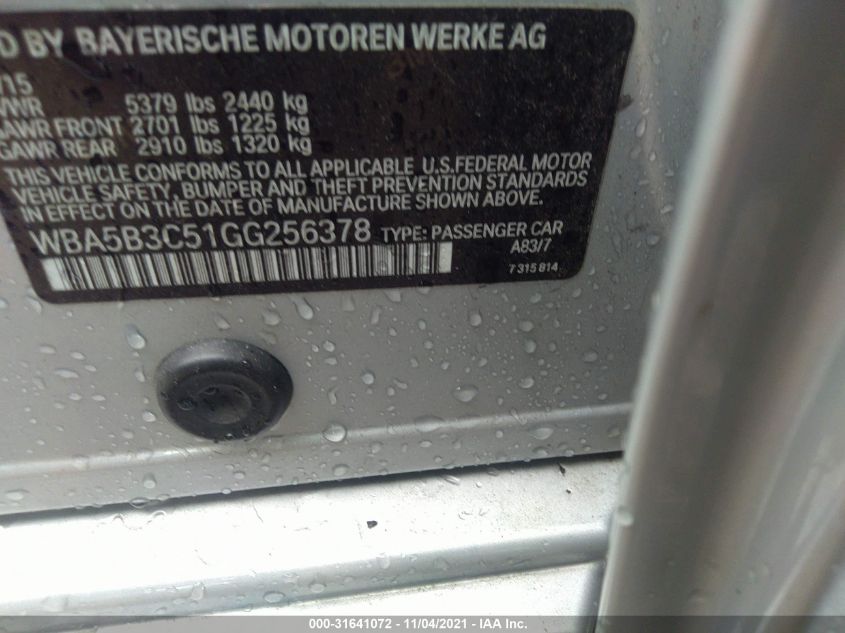 D BY BAYERISCHE MOTOREN WERKE AG
/15
VWR 5379 lbs 2440 kg
GAWR FRONT 2701 lbs 1225 kg
GAWR REAR 2910 lbs 1320 kg
THIS VEHICLE CONFORMS TO ALL APPLICABLE U.S.FEDERAL MOTOR
VEHICLE SAFETY, BUMPER AND THEFT PREVENTION STANDARDS
IN EFFECT ON THE DATE OF MANUFACTURE SHOWN ABOVE.
WBA5B3C51GG256378 TYPE: PASSENGER CAR
A83/7
7 315 814
000-31641072 - 11/04/2021 - IAA Inc.